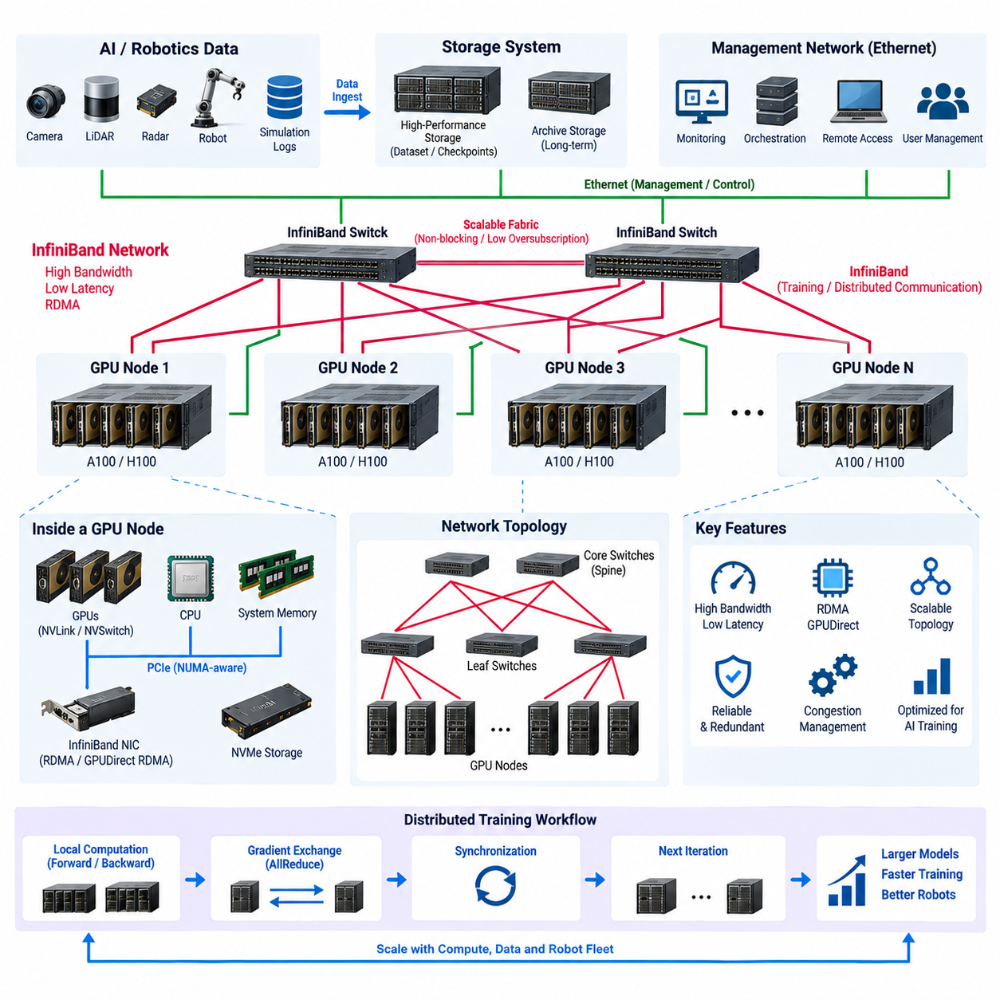 AI / Robotics Data
Camera
LiDAR
Radar
Robot
Simulation
Logs
Data
Ingest
Storage System
High-Performance
Storage
(Dataset / Checkpoints)
Archive Storage
(Long-term)
Management Network (Ethernet)
Monitoring
Orchestration
Remote Access
User Management
Ethernet (Management / Control)
InfiniBand Network
High Bandwidth
Low Latency
RDMA
InfiniBand Switck
Scalable Fabric
(Non-blocking / Low Oversubscription)
InfiniBand Switch
InfiniBand
(Training / Distributed Communication)
GPU Node 1
A100 / H100
GPU Node 2
A100 / H100
GPU Node 3
A100 / H100
GPU Node N
A100 / H100
Inside a GPU Node
GPUs
(NVLink / NVSwitch)
CPU
System Memory
PCIe (NUMA-aware)
InfiniBand NIC
(RDMA / GPUDirect RDMA)
NVMe Storage
Network Topology
Core Switches
(Spine)
Leaf Switches
GPU Nodes
Key Features
High Bandwidth
Low Latency
RDMA
GPUDirect
Scalable
Topology
Reliable
& Redundant
Congestion
Management
Optimized for
AI Training
Distributed Training Workflow
Local Computation
(Forward / Backward)
Gradient Exchange
(AllReduce)
Synchronization
Next Iteration
Larger Models
Faster Training
Better Robots
Scale with Compute, Data and Robot Fleet